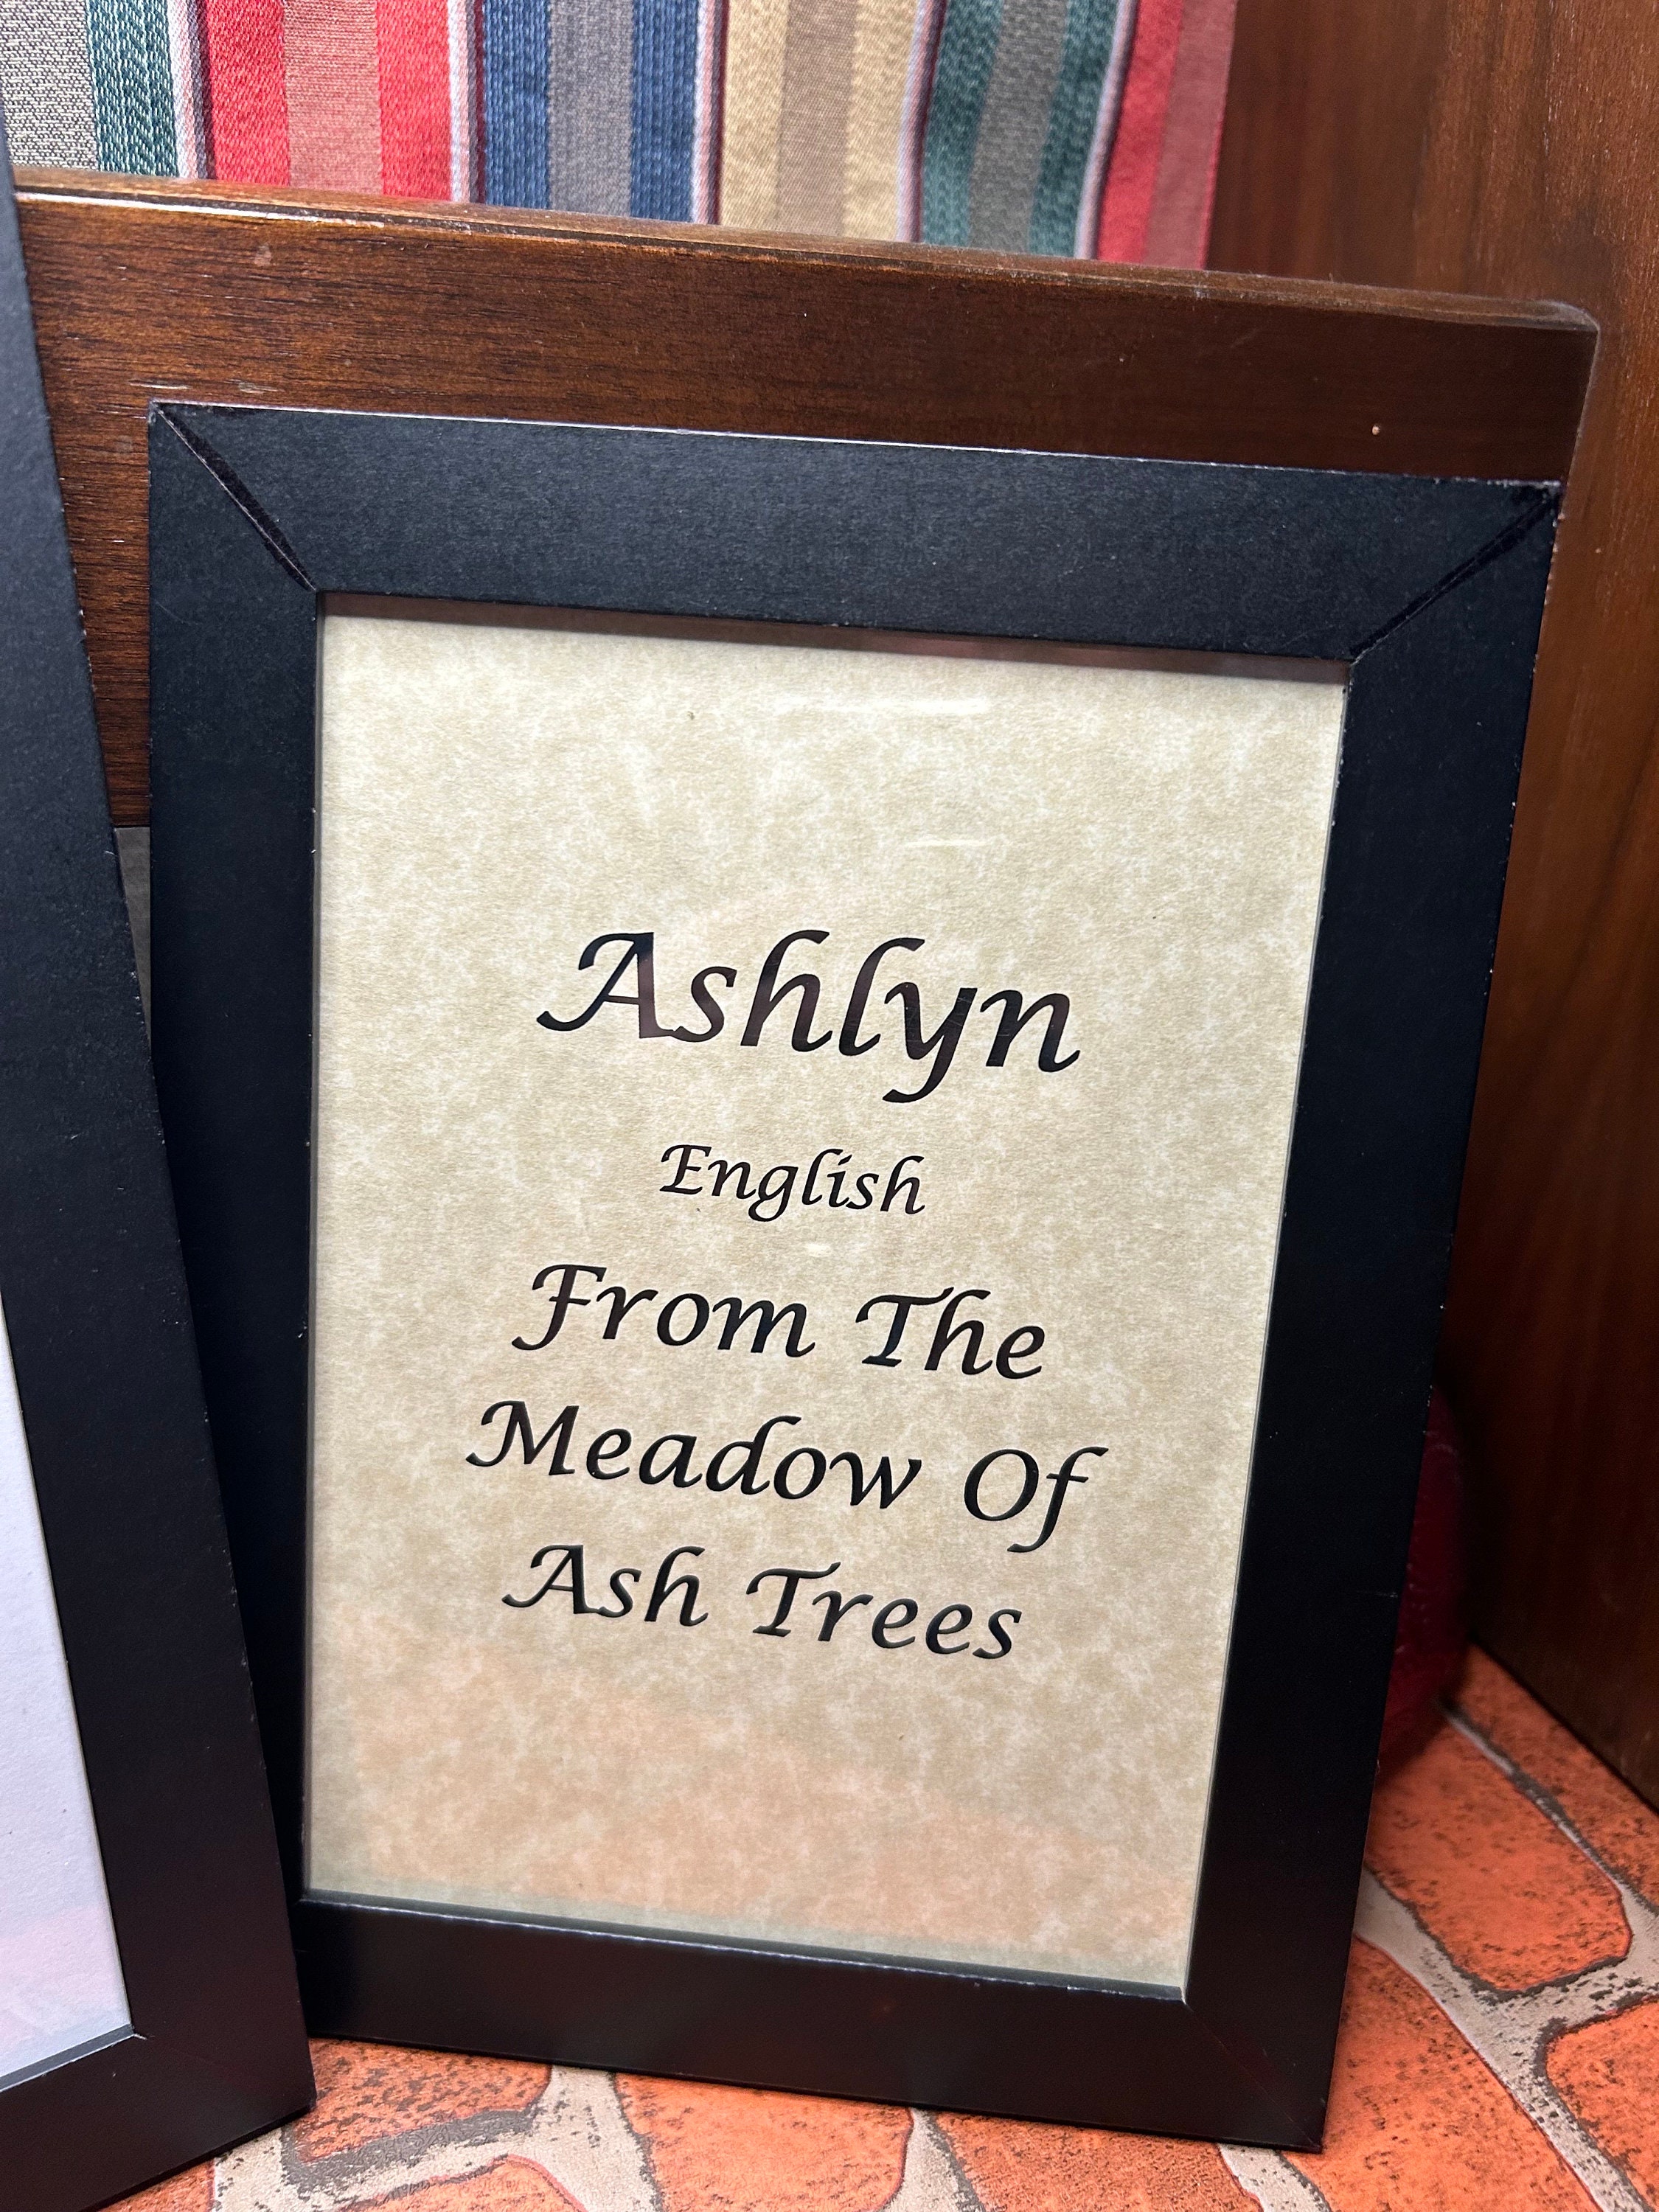 Ashlyn
English
From The
Meadow Of
Ash Trees